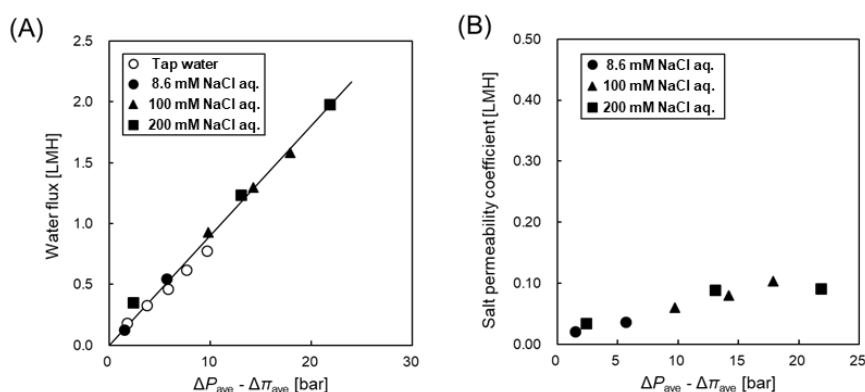 (A)
Water flux [LMH]
2.5
2.0
1.5
1.0
0.5
0.0
Tap water
8.6 mM NaCl aq.
100 mM NaCl aq.
200 mM NaCl aq.
0
10
20
30
ΔPave - Δπave [bar]
(B)
Salt permeability coefficient [LMH]
0.50
0.40
0.30
0.20
0.10
0.00
8.6 mM NaCl aq.
100 mM NaCl aq.
200 mM NaCl aq.
0
5
10
15
20
25
ΔPave - Δπave [bar]